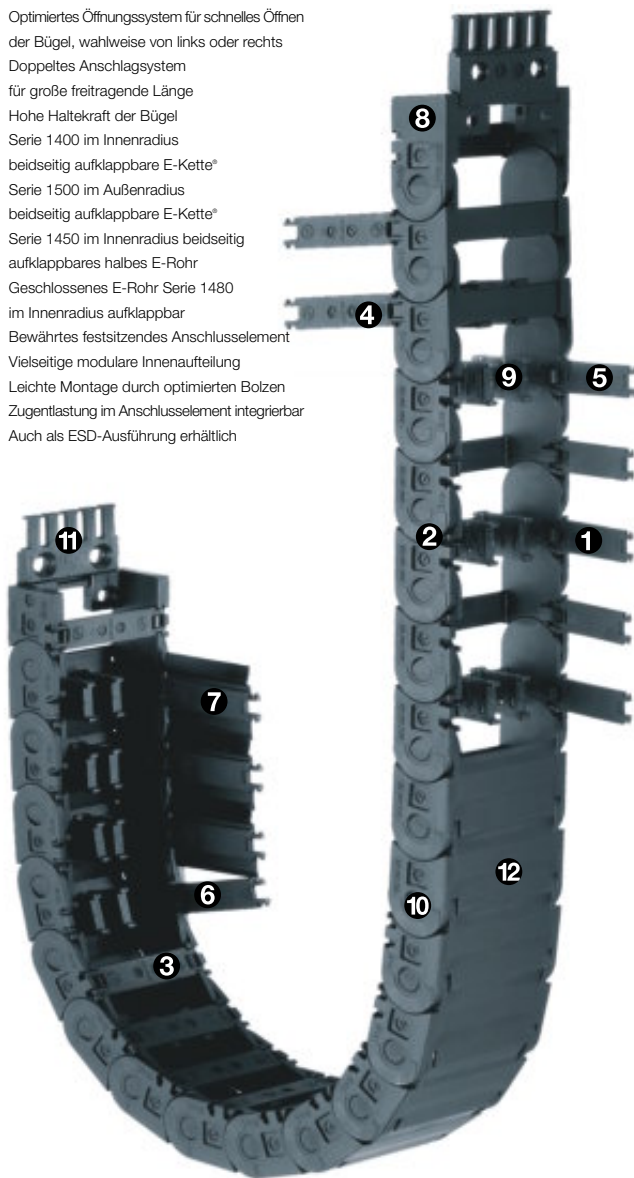 Optimiertes Öffnungssystem für schnelles Öffnen
der Bügel, wahlweise von links oder rechts
Doppeltes Anschlagsystem
für große freitragende Länge
Hohe Haltekraft der Bügel
Serie 1400 im Innenradius
beidseitig aufklappbare E-Kette®
Serie 1500 im Außenradius
beidseitig aufklappbare E-Kette®
Serie 1450 im Innenradius beidseitig
aufklappbares halbes E-Rohr
Geschlossenes E-Rohr Serie 1480
im Innenradius aufklappbar
Bewährtes festsitzendes Anschlusselement
Vielseitige modulare Innenaufteilung
Leichte Montage durch optimierten Bolzen
Zugentlastung im Anschlusselement integrierbar
Auch als ESD-Ausführung erhältlich
8
4
9
5
2
1
11
7
6
10
12
3